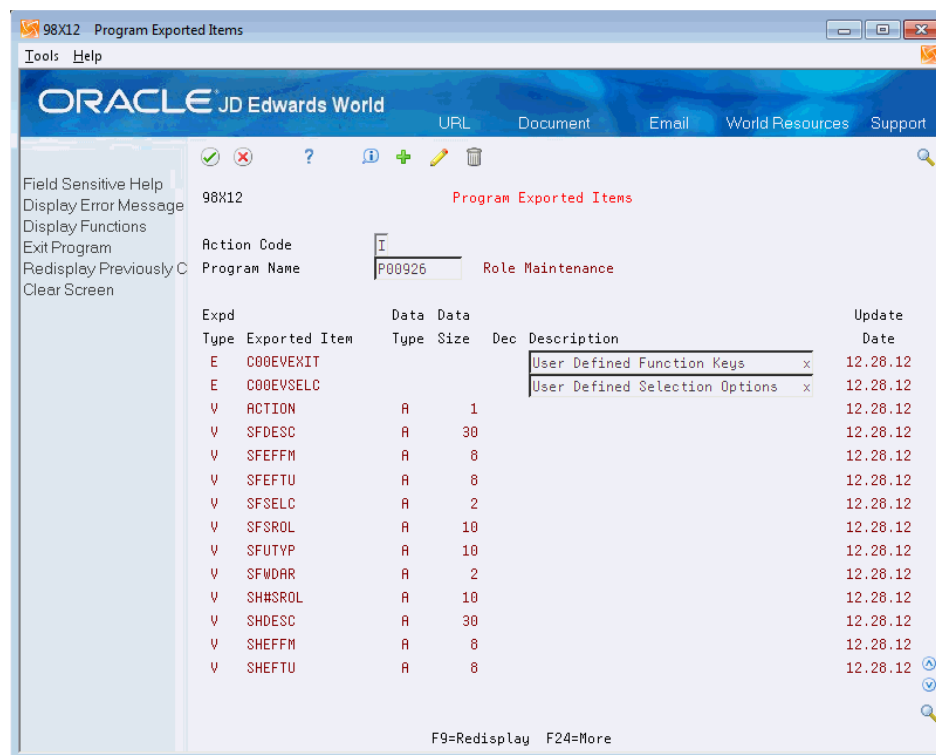 98X12 Program Exported Items
Tools Help
ORACLE JD Edwards World
URL Document Email World Resources Support
Field Sensitive Help
Display Error Message
Display Functions
Exit Program
Redisplay Previously C
Clear Screen
98X12 Program Exported Items
Action Code I
Program Name P00926 Role Maintenance
Expd Data Data Update
Type Exported Item Type Size Dec Description Date
E C00EVEXIT User Defined Function Keys x 12.28.12
E C00EVSELC User Defined Selection Options x 12.28.12
V ACTION A 1 12.28.12
V SFDESC A 30 12.28.12
V SFEFFM A 8 12.28.12
V SFEFTU A 8 12.28.12
V SFSELC A 2 12.28.12
V SFSROL A 10 12.28.12
V SFUTYP A 10 12.28.12
V SFWDAR A 2 12.28.12
V SH#SROL A 10 12.28.12
V SHDESC A 30 12.28.12
V SHEFFM A 8 12.28.12
V SHEFTU A 8 12.28.12
F9=Redisplay F24=More